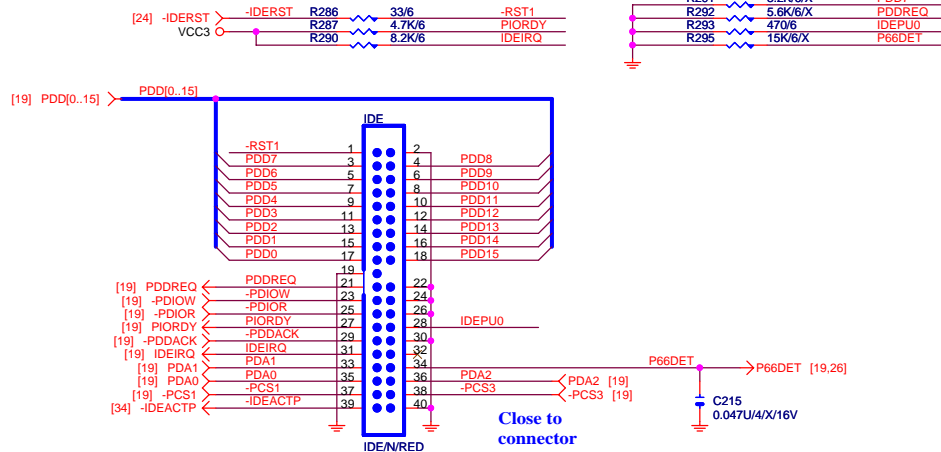 [24] -IDERST -IDERST R286 33/6 -RST1
VCC3 R287 4.7K/6 PIORDY
R290 8.2K/6 IDEIRQ
R292 5.6K/6/X PDDREQ
R293 470/6 IDEPU0
R295 15K/6/X P66DET
[19] PDD[0..15] PDD[0..15]
IDE
-RST1 1 2
PDD7 3 4 PDD8
PDD6 5 6 PDD9
PDD5 7 8 PDD10
PDD4 9 10 PDD11
PDD3 11 12 PDD12
PDD2 13 14 PDD13
PDD1 15 16 PDD14
PDD0 17 18 PDD15
19
[19] PDDREQ PDDREQ 21 22
[19] -PDIOW -PDIOW 23 24
[19] -PDIOR -PDIOR 25 26
[19] PIORDY PIORDY 27 28 IDEPU0
[19] -PDDACK -PDDACK 29 30
[19] IDEIRQ IDEIRQ 31 32
[19] PDA1 PDA1 33 34 P66DET P66DET [19,26]
[19] PDA0 PDA0 35 36 PDA2 PDA2 [19]
[19] -PCS1 -PCS1 37 38 -PCS3 -PCS3 [19]
[34] -IDEACTP -IDEACTP 39 40
C215
0.047U/4/X/16V
Close to
connector
IDE/N/RED